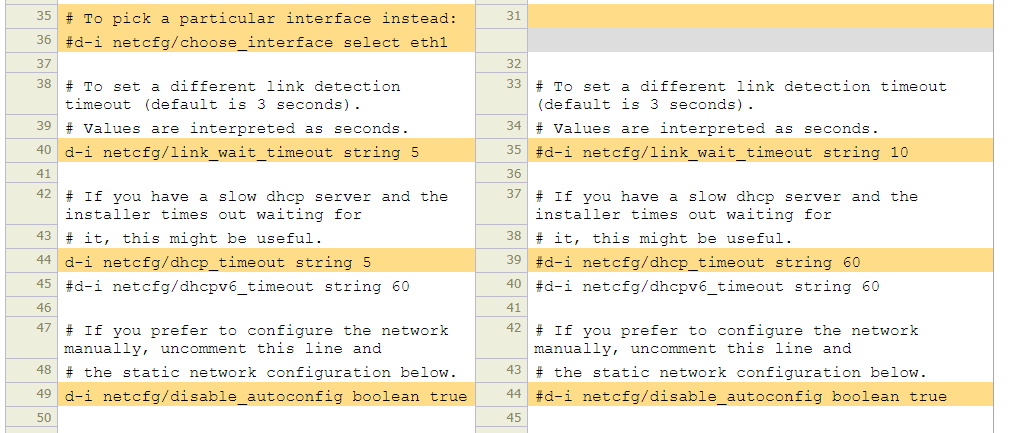 35 # To pick a particular interface instead:
36 #d-i netcfg/choose_interface select eth1
37
38 # To set a different link detection
timeout (default is 3 seconds).
39 # Values are interpreted as seconds.
40 d-i netcfg/link_wait_timeout string 5
41
42 # If you have a slow dhcp server and the
installer times out waiting for
43 # it, this might be useful.
44 d-i netcfg/dhcp_timeout string 5
45 #d-i netcfg/dhcpv6_timeout string 60
46
47 # If you prefer to configure the network
manually, uncomment this line and
48 # the static network configuration below.
49 d-i netcfg/disable_autoconfig boolean true
50
31
32
33 # To set a different link detection timeout
(default is 3 seconds).
34 # Values are interpreted as seconds.
35 #d-i netcfg/link_wait_timeout string 10
36
37 # If you have a slow dhcp server and the
installer times out waiting for
38 # it, this might be useful.
39 #d-i netcfg/dhcp_timeout string 60
40 #d-i netcfg/dhcpv6_timeout string 60
41
42 # If you prefer to configure the network
manually, uncomment this line and
43 # the static network configuration below.
44 #d-i netcfg/disable_autoconfig boolean true
45